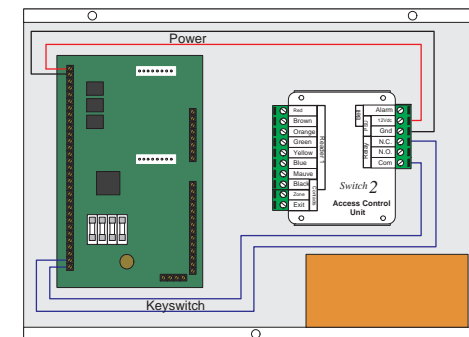 Power
Red
Brown
Orange
Green
Yellow
Blue
Mauve
Black
Zone
Exit
Reader 1
Contacts
Alarm
12Vdc
Gnd
N.C.
N.O.
Com
Relay
Switch 2
Access Control
Unit
Keyswitch